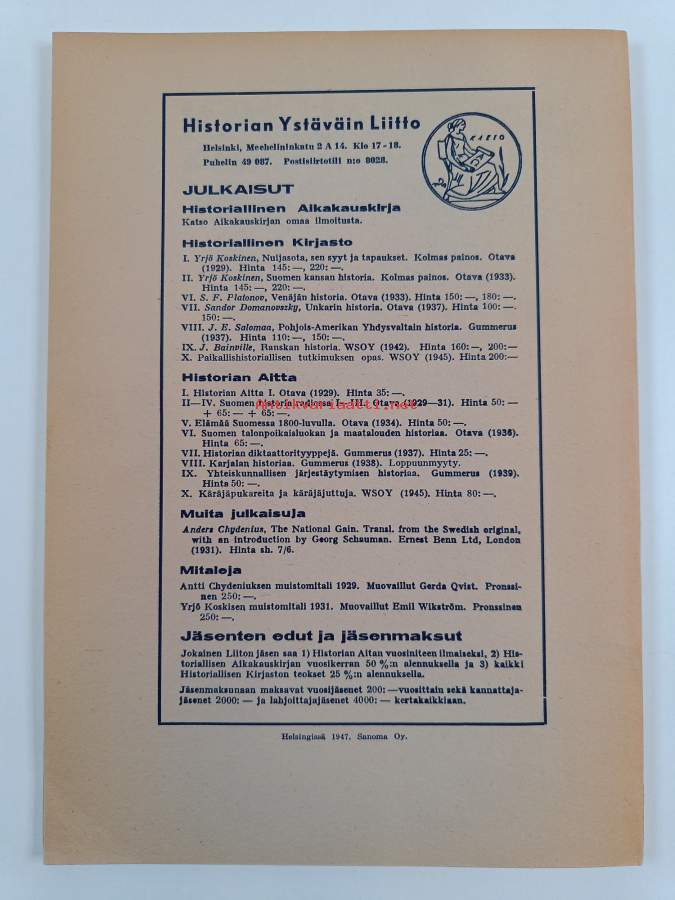 Historian Ystäväin Liitto
Helsinki, Mechelininkatu 2 A 14. Klo 17-18.
Puhelin 49 087. Postisiirtotili n:o 8028.
KLEIO
JULKAISUT
Historiallinen Aikakauskirja
Katso Aikakauskirjan omaa ilmoitusta.
Historiallinen Kirjasto
I. Yrjö Koskinen, Nuijasota, sen syyt ja tapaukset. Kolmas painos. Otava
(1929). Hinta 145: —, 220: —.
II. Yrjö Koskinen, Suomen kansan historia. Kolmas painos. Otava (1933).
Hinta 145: —, 220: —.
VI. S. F. Platonov, Venäjän historia. Otava (1933). Hinta 150: —, 180: —.
VII. Sandor Domanovszky, Unkarin historia. Otava (1937). Hinta 100: —.
150: —.
VIII. J. E. Salomaa, Pohjois-Amerikan Yhdysvaltain historia. Gummerus
(1937). Hinta 110: —, 150: —.
IX. J. Bainville, Ranskan historia. WSOY (1942). Hinta 160: —, 200: —
X. Paikallishistoriallisen tutkimuksen opas. WSOY (1945). Hinta 200: —
Historian Aitta
I. Historian Aitta I. Otava (1929). Hinta 35: —.
II—IV. Suomen historia radiossa I—III. Otava (1929—31). Hinta 50: —
Antikvariaatti.net
+ 65: — + 65: —.
V. Elämää Suomessa 1800-luvulla. Otava (1934). Hinta 50: —.
VI. Suomen talonpoikaisluokan ja maatalouden historiaa. Otava (1936).
Hinta 65: —.
VII. Historian diktaattorityyppejä. Gummerus (1937). Hinta 25: —.
VIII. Karjalan historiaa. Gummerus (1938). Loppuunmyyty.
IX. Yhteiskunnallisen järjestäytymisen historiaa. Gummerus (1939).
Hinta 50: —.
X. Käräjäpukareita ja käräjäjuttuja. WSOY (1945). Hinta 80: —.
Muita julkaisuja
Anders Chydenius, The National Gain. Transl. from the Swedish original,
with an introduction by Georg Schauman. Ernest Benn Ltd, London
(1931). Hinta sh. 7/6.
Mitaleja
Antti Chydeniuksen muistomitali 1929. Muovaillut Gerda Qvist. Pronssi-
nen 250: —.
Yrjö Koskisen muistomitali 1931. Muovaillut Emil Wikström. Pronssinen
250: —.
Jäsenten edut ja jäsenmaksut
Jokainen Liiton jäsen saa 1) Historian Aitan vuosiniteen ilmaiseksi, 2) His-
toriallisen Aikakauskirjan vuosikerran 50 %:n alennuksella ja 3) kaikki
Historiallisen Kirjaston teokset 25 %:n alennuksella.
Jäsenmaksunaan maksavat vuosijäsenet 200: — vuosittain sekä kannattaja-
jäsenet 2000: — ja lahjoittajajäsenet 4000: — kertakaikkiaan.
Helsingissä 1947. Sanoma Oy.